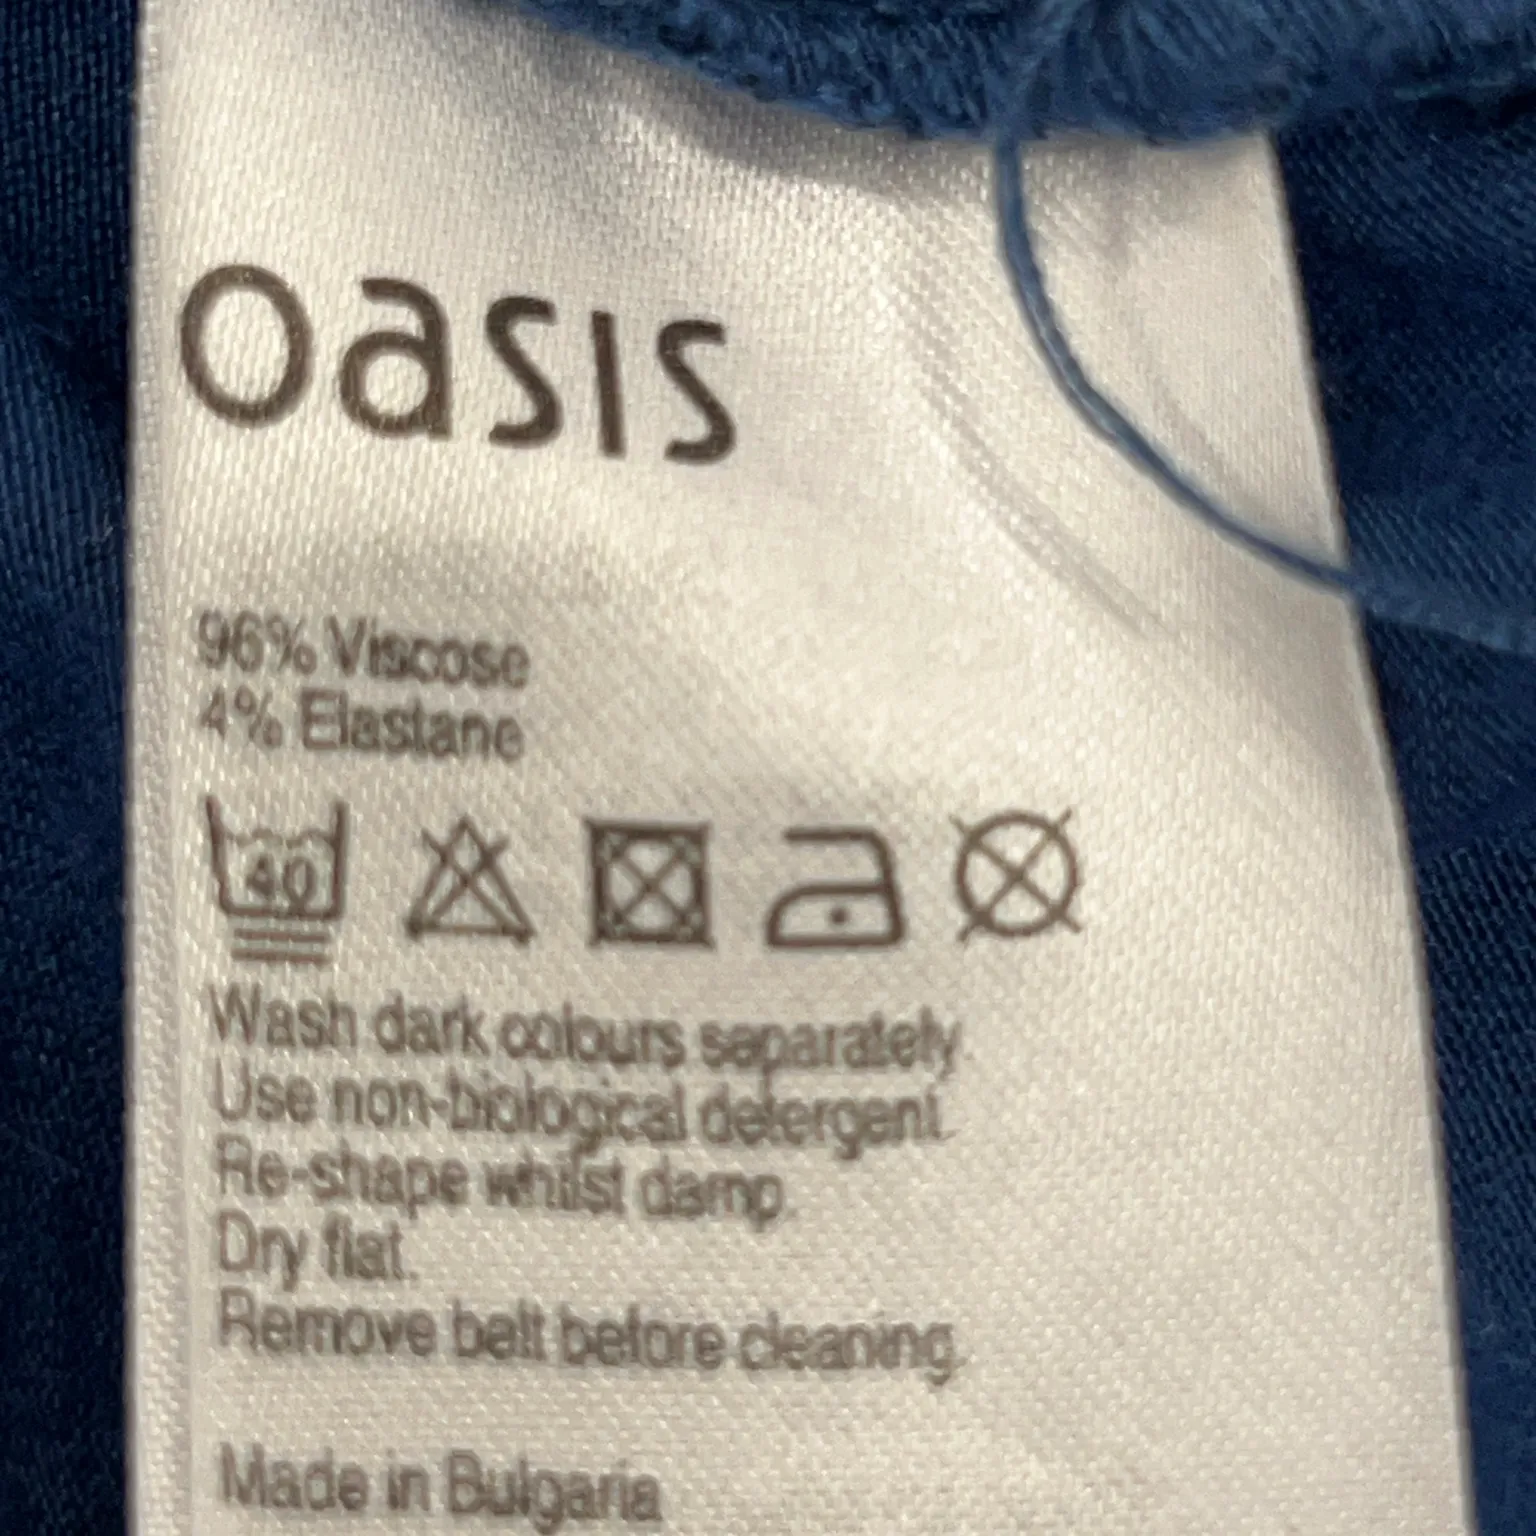 oasis
96% Viscose
4% Elastane
40
Wash dark colours separately.
Use non-biological detergent.
Re-shape whilst damp.
Dry flat.
Remove belt before cleaning.
Made in Bulgaria